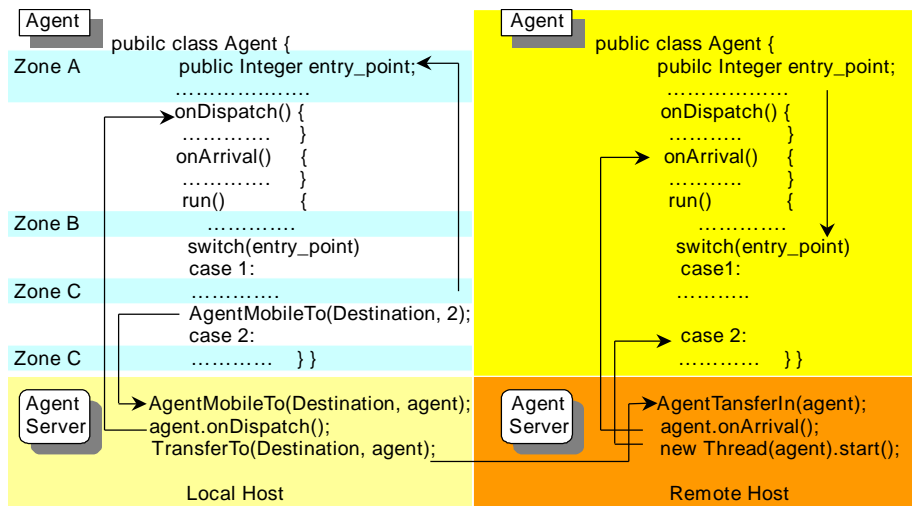 Agent
pubilc class Agent {
Zone A
public Integer entry_point;
……………….
onDispatch() {
…………. }
onArrival() {
…………. }
run() {
Zone B
………….
switch(entry_point)
case 1:
Zone C
………….
AgentMobileTo(Destination, 2);
case 2:
Zone C
………… } }
Agent
Server
AgentMobileTo(Destination, agent);
agent.onDispatch();
TransferTo(Destination, agent);
Local Host
Agent
public class Agent {
pubilc Integer entry_point;
………………
onDispatch() {
……….. }
onArrival() {
……….. }
run() {
………….
switch(entry_point)
case1:
………..
case 2:
………… } }
Agent
Server
AgentTansferIn(agent);
agent.onArrival();
new Thread(agent).start();
Remote Host